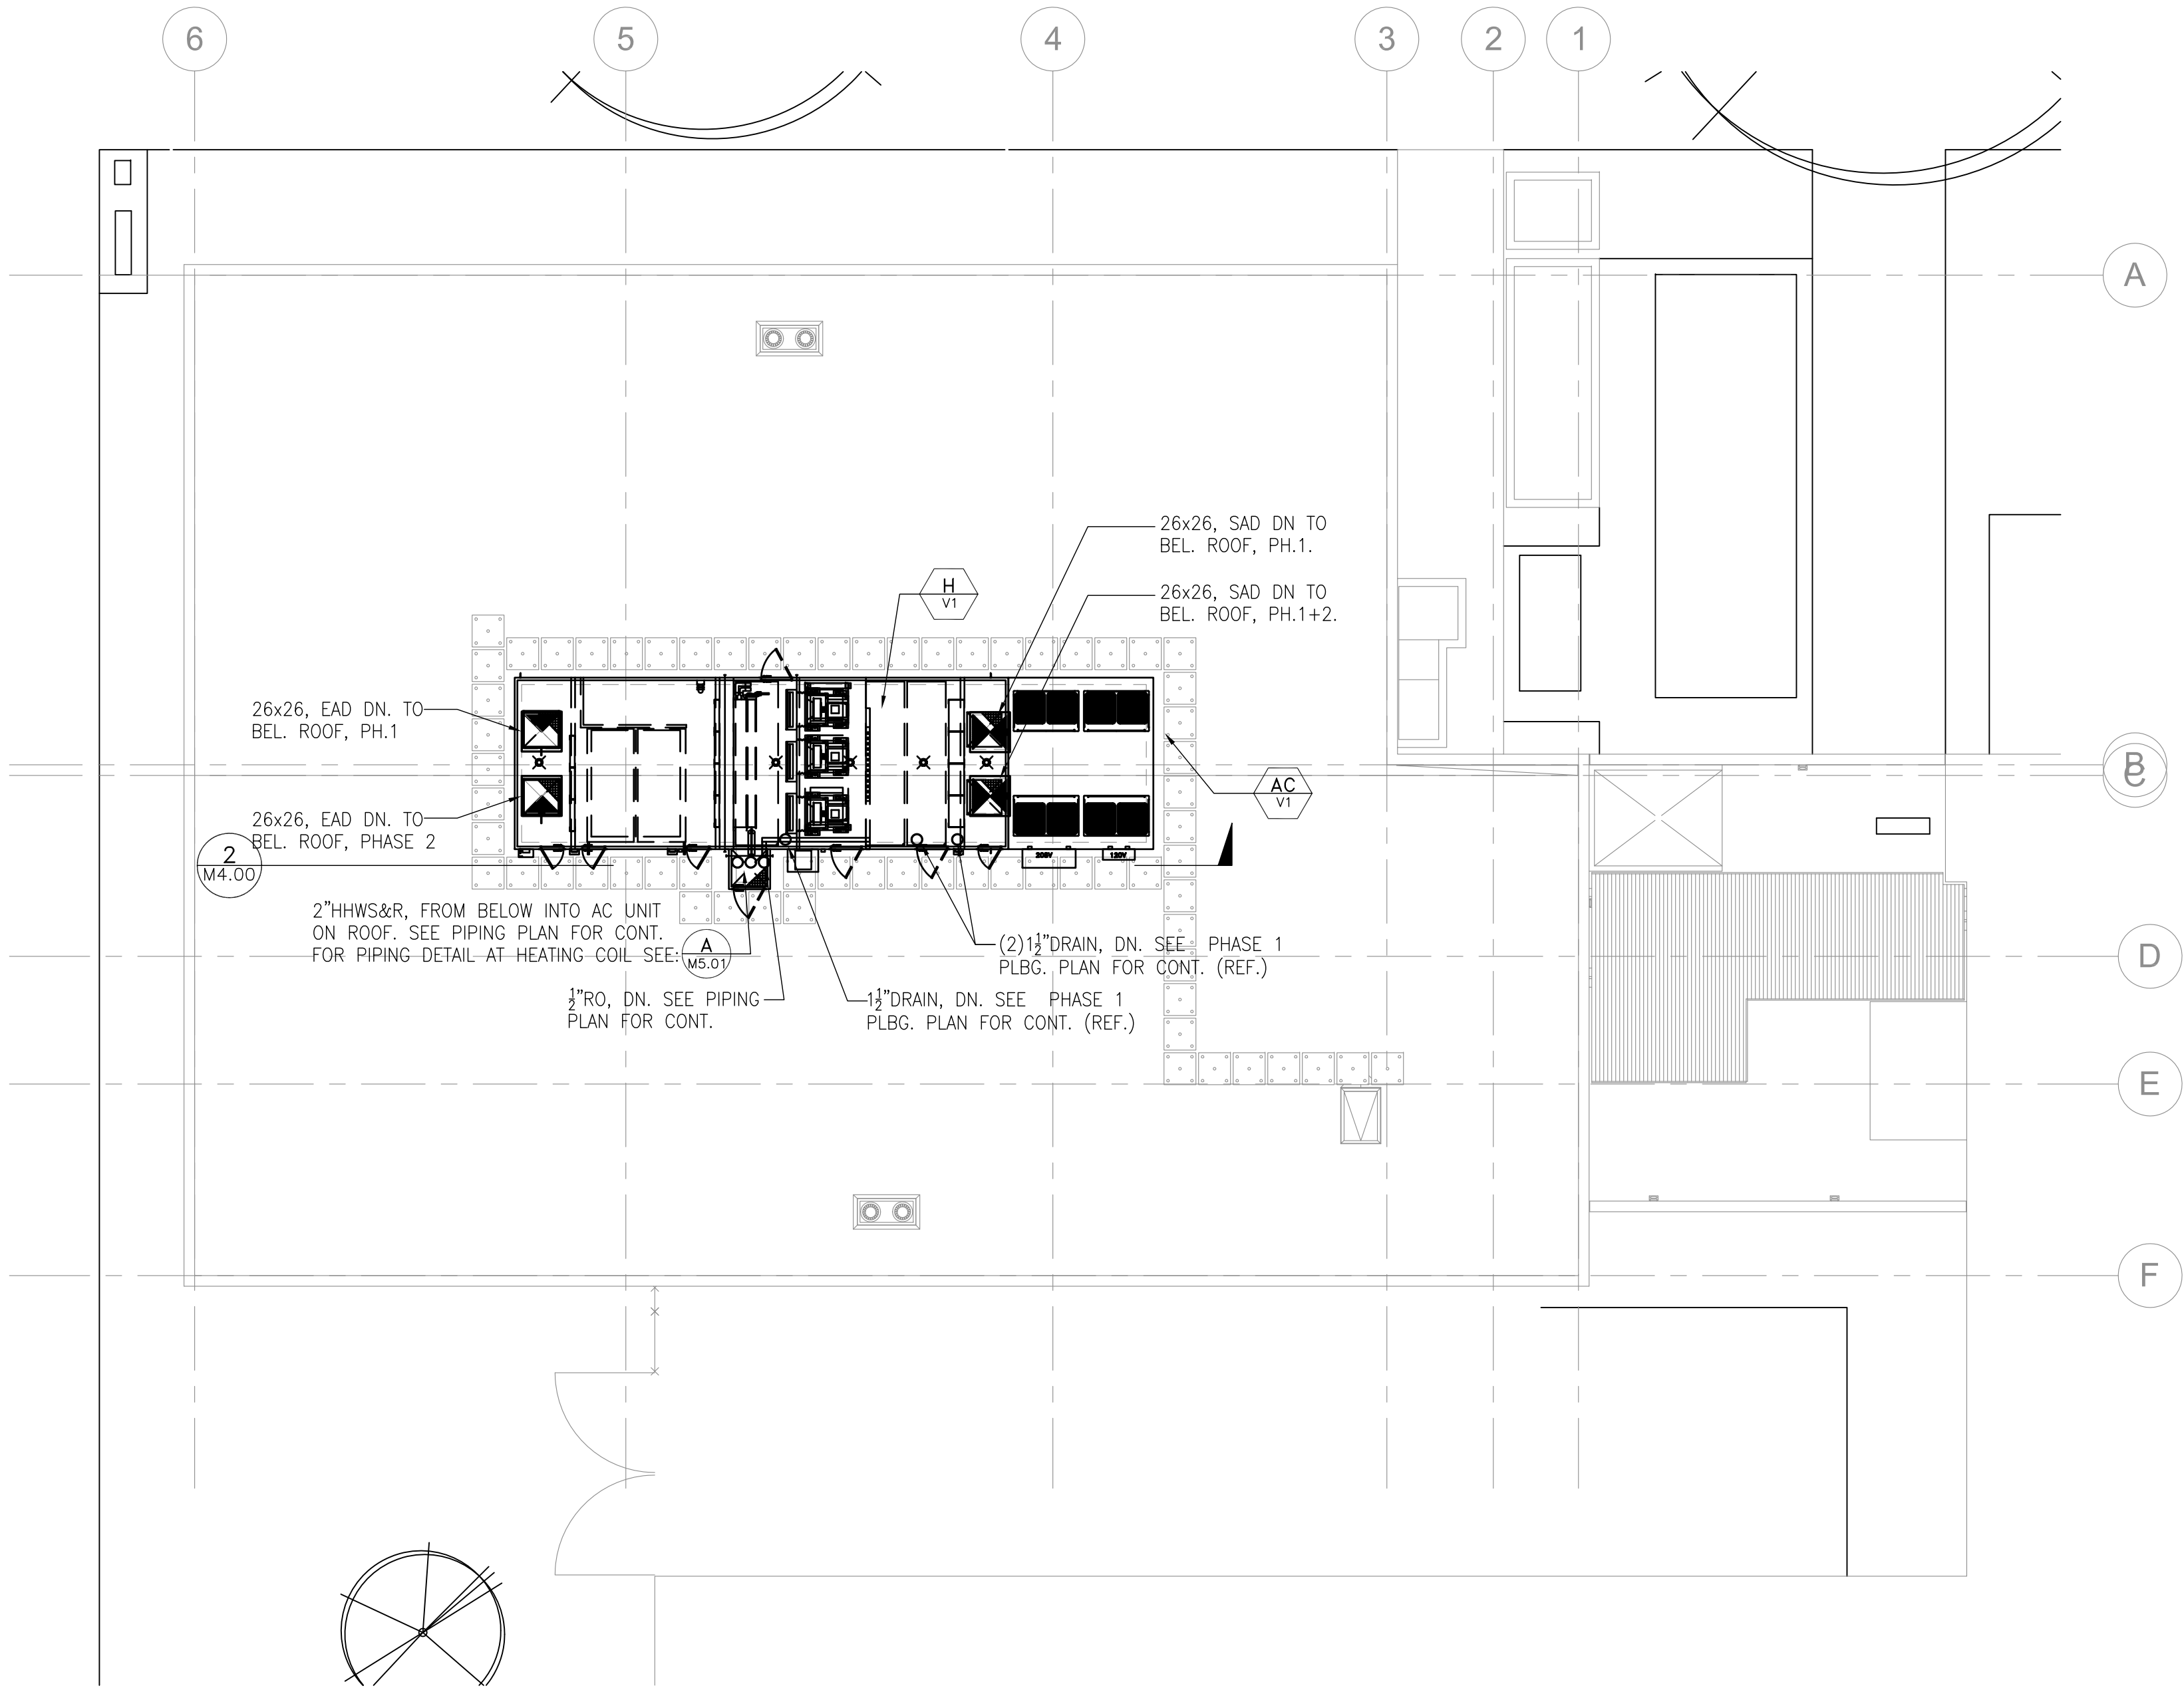 6
5
4
3
2
1
A
26x26, SAD DN TO
BEL. ROOF, PH.1.
H
V1
26x26, SAD DN TO
BEL. ROOF, PH.1+2.
26x26, EAD DN. TO
BEL. ROOF, PH.1
B
C
AC
V1
26x26, EAD DN. TO
BEL. ROOF, PHASE 2
2
M4.00
208V
120V
2"HHWS&R, FROM BELOW INTO AC UNIT
ON ROOF. SEE PIPING PLAN FOR CONT.
FOR PIPING DETAIL AT HEATING COIL SEE:
A
M5.01
(2)1½"DRAIN, DN. SEE PHASE 1
PLBG. PLAN FOR CONT. (REF.)
D
½"RO, DN. SEE PIPING
PLAN FOR CONT.
1½"DRAIN, DN. SEE PHASE 1
PLBG. PLAN FOR CONT. (REF.)
E
F